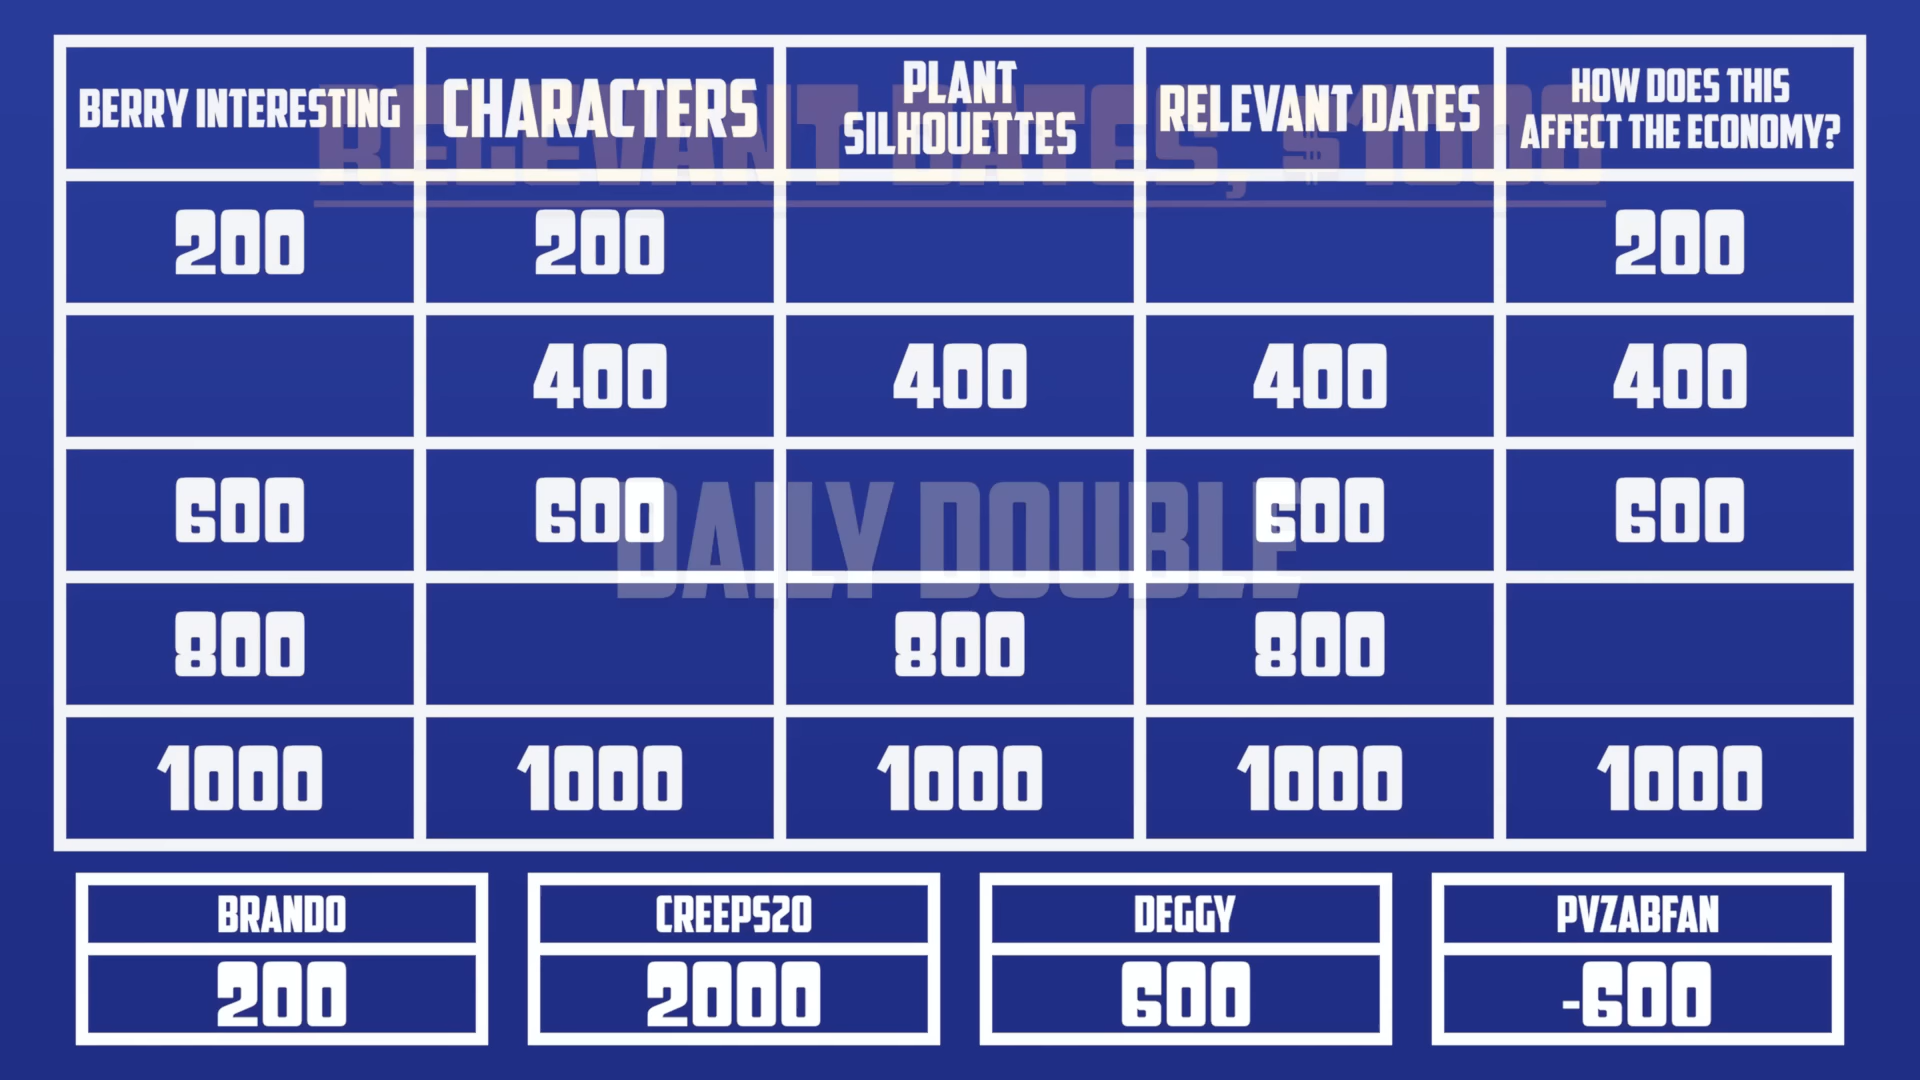 BERRY INTERESTING
CHARACTERS
PLANT
SILHOUETTES
RELEVANT DATES
HOW DOES THIS
AFFECT THE ECONOMY?
RELEVANT DATES, $1000
200
200
200
400
400
400
400
600
600
600
600
DAILY DOUBLE
800
800
800
1000
1000
1000
1000
1000
BRANDO
CREEPS20
DEGGY
PVZABFAN
200
2000
600
-600